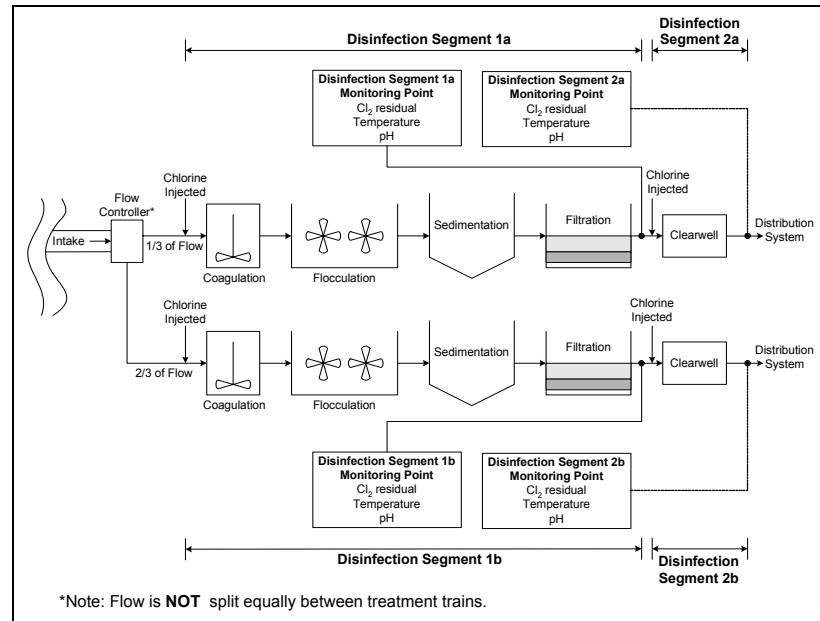 Disinfection Segment 1a
Disinfection
Segment 2a
Disinfection Segment 1a
Monitoring Point
Cl₂ residual
Temperature
pH
Disinfection Segment 2a
Monitoring Point
Cl₂ residual
Temperature
pH
Flow
Controller*
Chlorine
Injected
Intake
1/3 of Flow
Coagulation
Flocculation
Sedimentation
Filtration
Chlorine
Injected
Clearwell
Distribution
System
Chlorine
Injected
2/3 of Flow
Coagulation
Flocculation
Sedimentation
Filtration
Chlorine
Injected
Clearwell
Distribution
System
Disinfection Segment 1b
Monitoring Point
Cl₂ residual
Temperature
pH
Disinfection Segment 2b
Monitoring Point
Cl₂ residual
Temperature
pH
Disinfection Segment 1b
Disinfection
Segment 2b
*Note: Flow is NOT split equally between treatment trains.